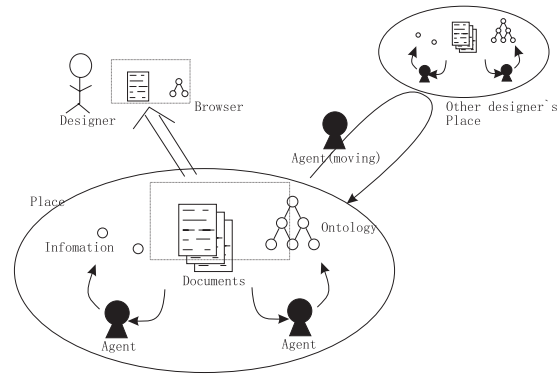 Browser
Designer
Other designer`s
Place
Agent(moving)
Place
Infomation
Ontology
Documents
Agent
Agent